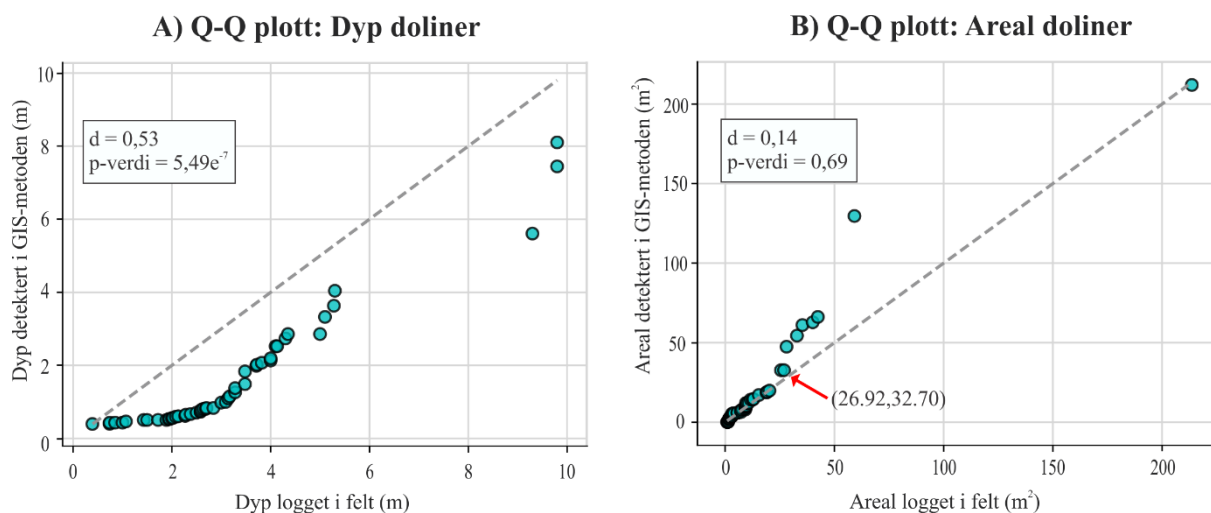 A) Q-Q plott: Dyp doliner
Dyp detektert i GIS-metoden (m)
10
8
6
4
2
0
d = 0,53
p-verdi = 5,49e⁻⁷
0
2
4
6
8
10
Dyp logget i felt (m)
B) Q-Q plott: Areal doliner
Areal detektert i GIS-metoden (m²)
200
150
100
50
0
d = 0,14
p-verdi = 0,69
(26.92,32.70)
0
50
100
150
200
Areal logget i felt (m²)